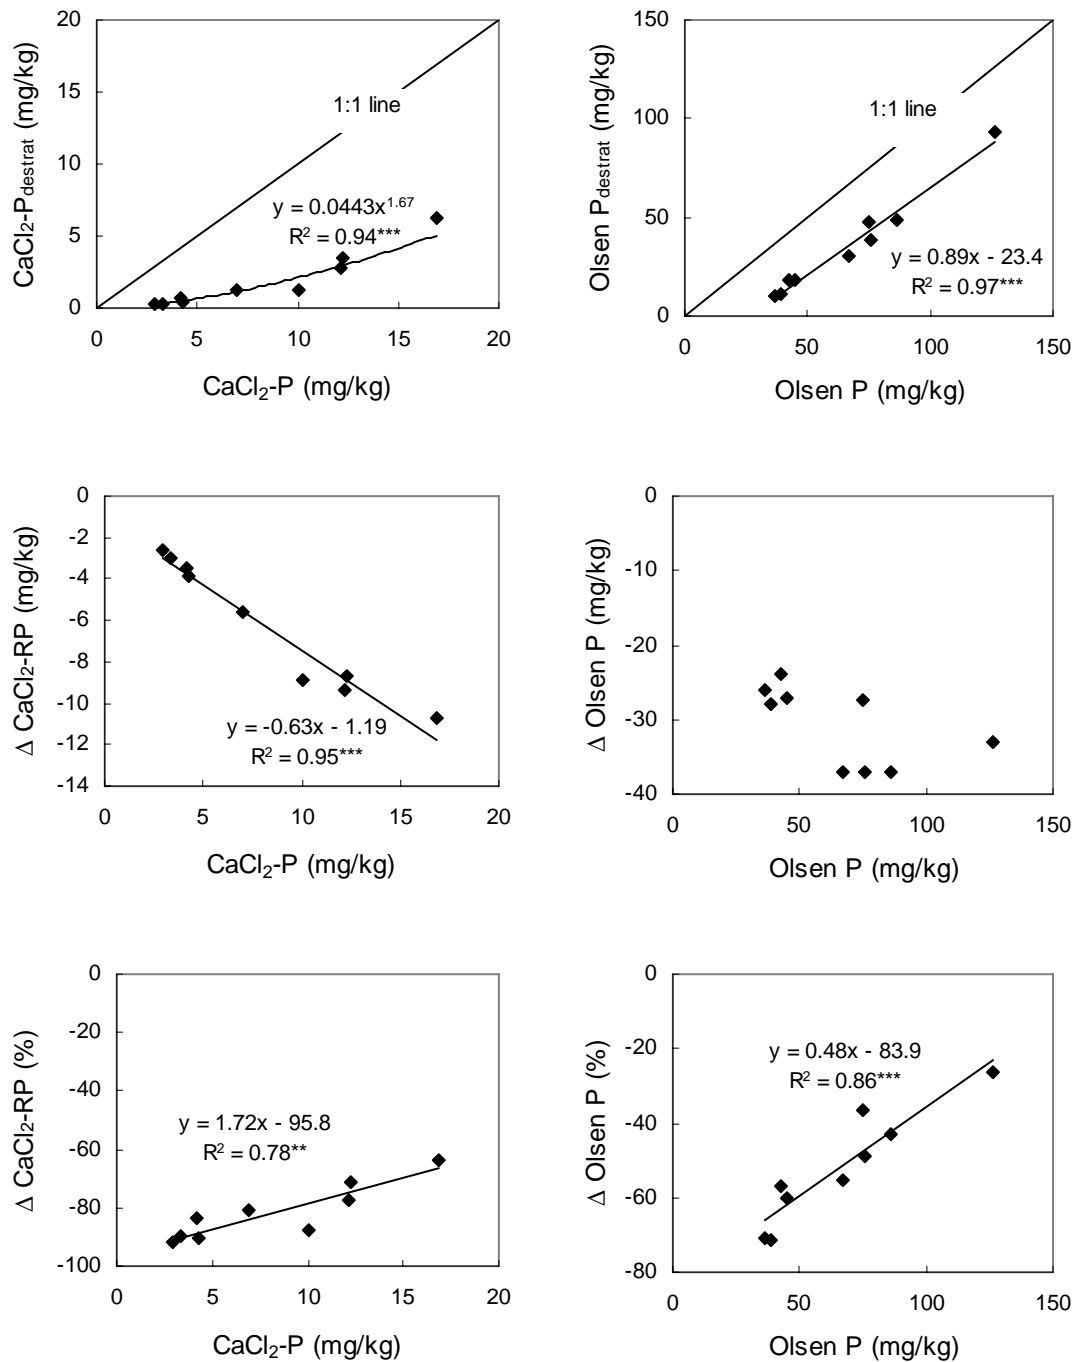 20
15
10
5
0
0 5 10 15 20
CaCl₂-Pdestrat (mg/kg)
CaCl₂-P (mg/kg)
1:1 line
y = 0.0443x¹·⁶⁷
R² = 0.94***
150
100
50
0
0 50 100 150
Olsen Pdestrat (mg/kg)
Olsen P (mg/kg)
1:1 line
y = 0.89x - 23.4
R² = 0.97***
0
-2
-4
-6
-8
-10
-12
-14
0 5 10 15 20
Δ CaCl₂-RP (mg/kg)
CaCl₂-P (mg/kg)
y = -0.63x - 1.19
R² = 0.95***
0
-10
-20
-30
-40
0 50 100 150
Δ Olsen P (mg/kg)
Olsen P (mg/kg)
0
-20
-40
-60
-80
-100
0 5 10 15 20
Δ CaCl₂-RP (%)
CaCl₂-P (mg/kg)
y = 1.72x - 95.8
R² = 0.78**
0
-20
-40
-60
-80
0 50 100 150
Δ Olsen P (%)
Olsen P (mg/kg)
y = 0.48x - 83.9
R² = 0.86***